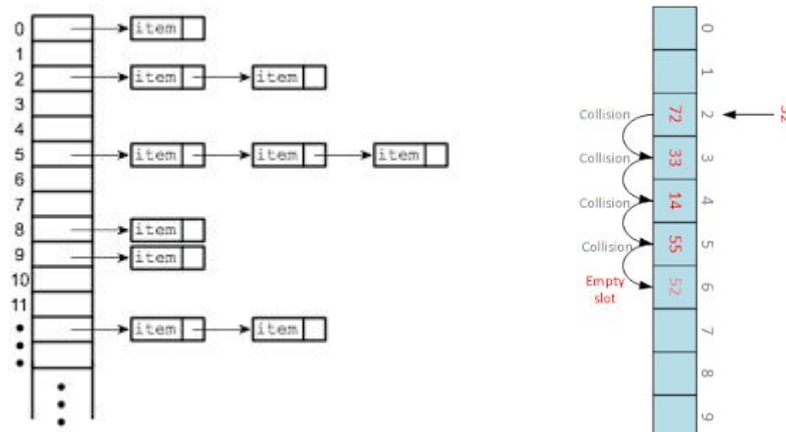 0 item
1
2 item item
3
4
5 item item item
6
7
8 item
9 item
10
11
item item
0
1
Collision 72 2
Collision 33 3
Collision 14 4
Collision 55 5
Empty
slot 52 6
7
8
9